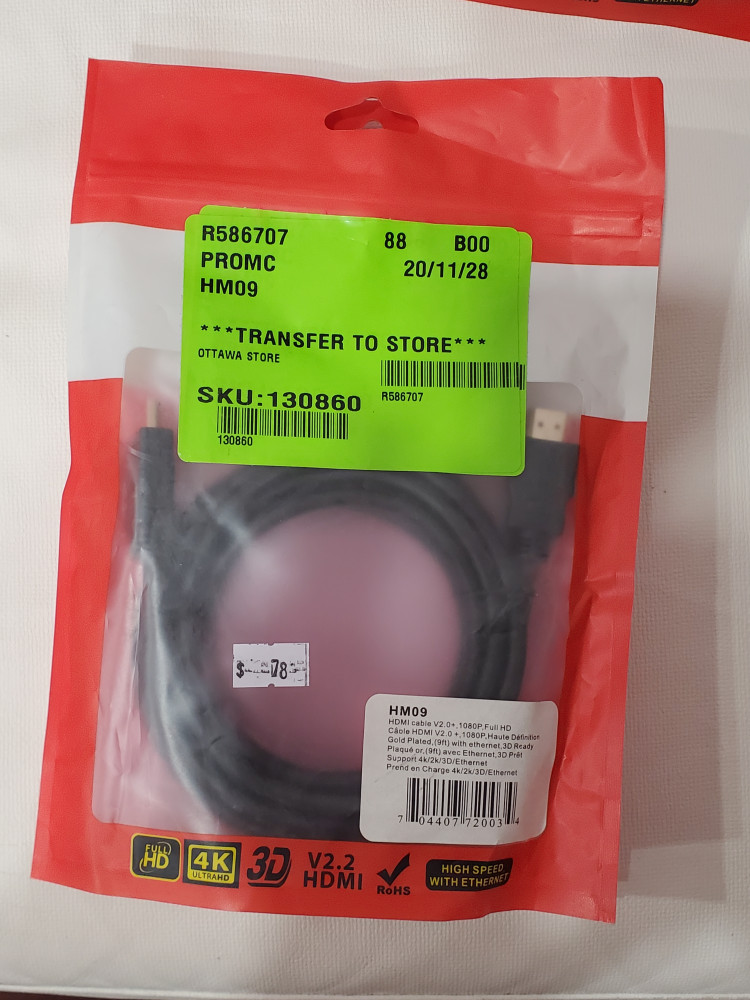 R586707 88 B00
PROMC 20/11/28
HM09
***TRANSFER TO STORE***
OTTAWA STORE
R586707
SKU:130860
130860
HM09
HDMI cable V2.0+,1080P,Full HD
Câble HDMI V2.0 +,1080P,Haute Définition
Gold Plated,(9ft) with ethernet,3D Ready
Plaqué or,(9ft) avec Ethernet,3D Prêt
Support 4k/2k/3D/Ethernet
Prend en Charge 4k/2k/3D/Ethernet
7 04407 72003 4
FULL HD
4K ULTRAHD
3D
V2.2 HDMI
RoHS
HIGH SPEED
WITH ETHERNET